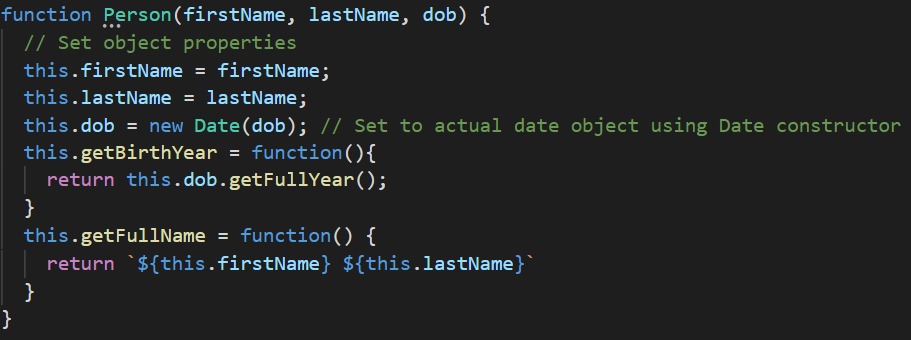 function Person(firstName, lastName, dob) {
  // Set object properties
  this.firstName = firstName;
  this.lastName = lastName;
  this.dob = new Date(dob); // Set to actual date object using Date constructor
  this.getBirthYear = function(){
    return this.dob.getFullYear();
  }
  this.getFullName = function() {
    return `${this.firstName} ${this.lastName}`
  }
}